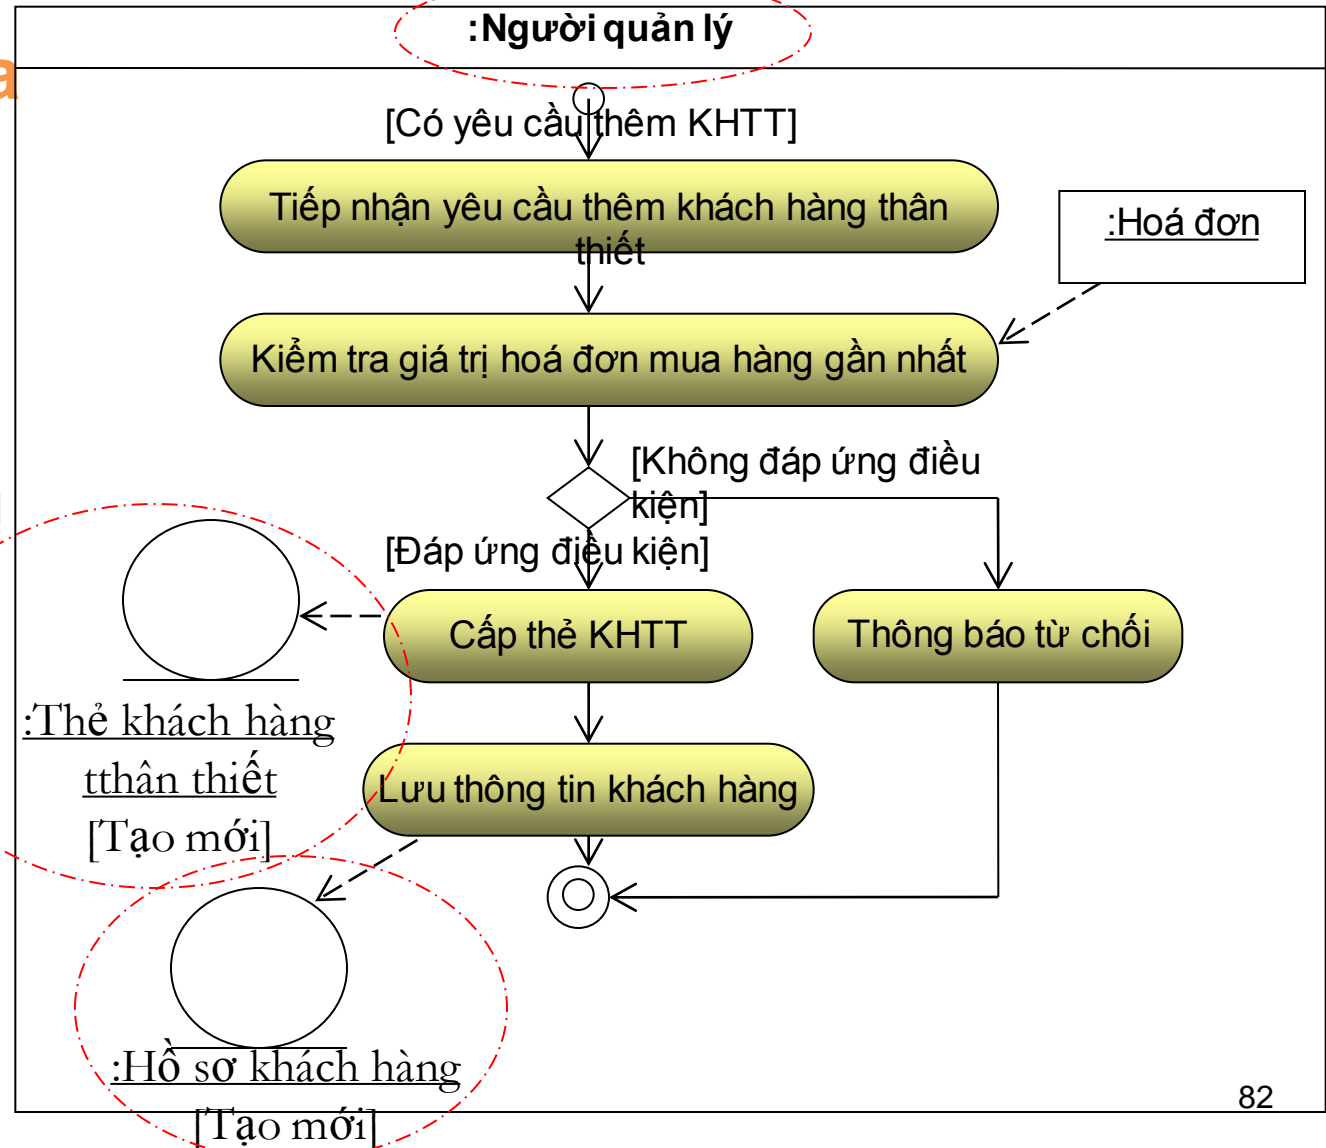 :Người quản lý
a
[Có yêu cầu thêm KHTT]
Tiếp nhận yêu cầu thêm khách hàng thân
thiết
:Hoá đơn
Kiểm tra giá trị hoá đơn mua hàng gần nhất
[Không đáp ứng điều
kiện]
[Đáp ứng điều kiện]
Cấp thẻ KHTT
Thông báo từ chối
:Thẻ khách hàng
tthân thiết
[Tạo mới]
Lưu thông tin khách hàng
:Hồ sơ khách hàng
[Tạo mới]
82